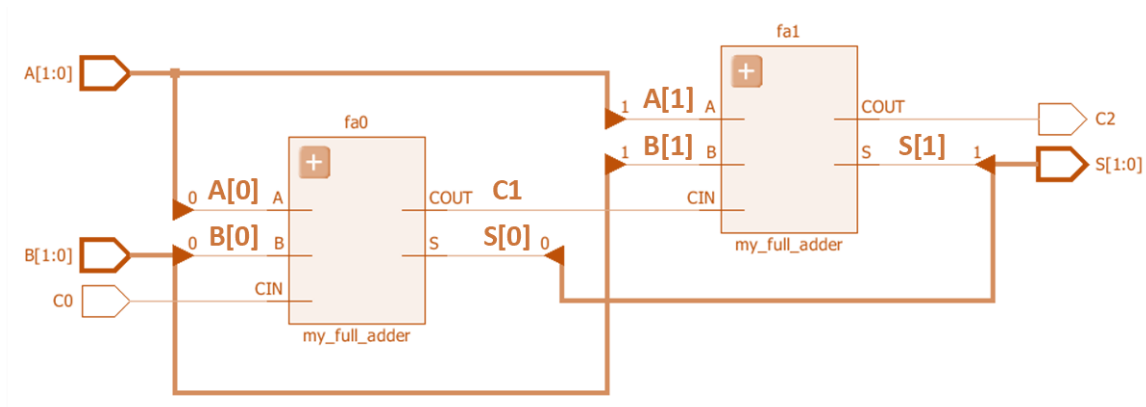 fa1
A[1:0]
1 A[1] A
COUT
C2
fa0
1 B[1] B
S S[1] 1
S[1:0]
0 A[0] A
COUT C1
CIN
0 B[0] B
S S[0] 0
my_full_adder
B[1:0]
CIN
C0
my_full_adder